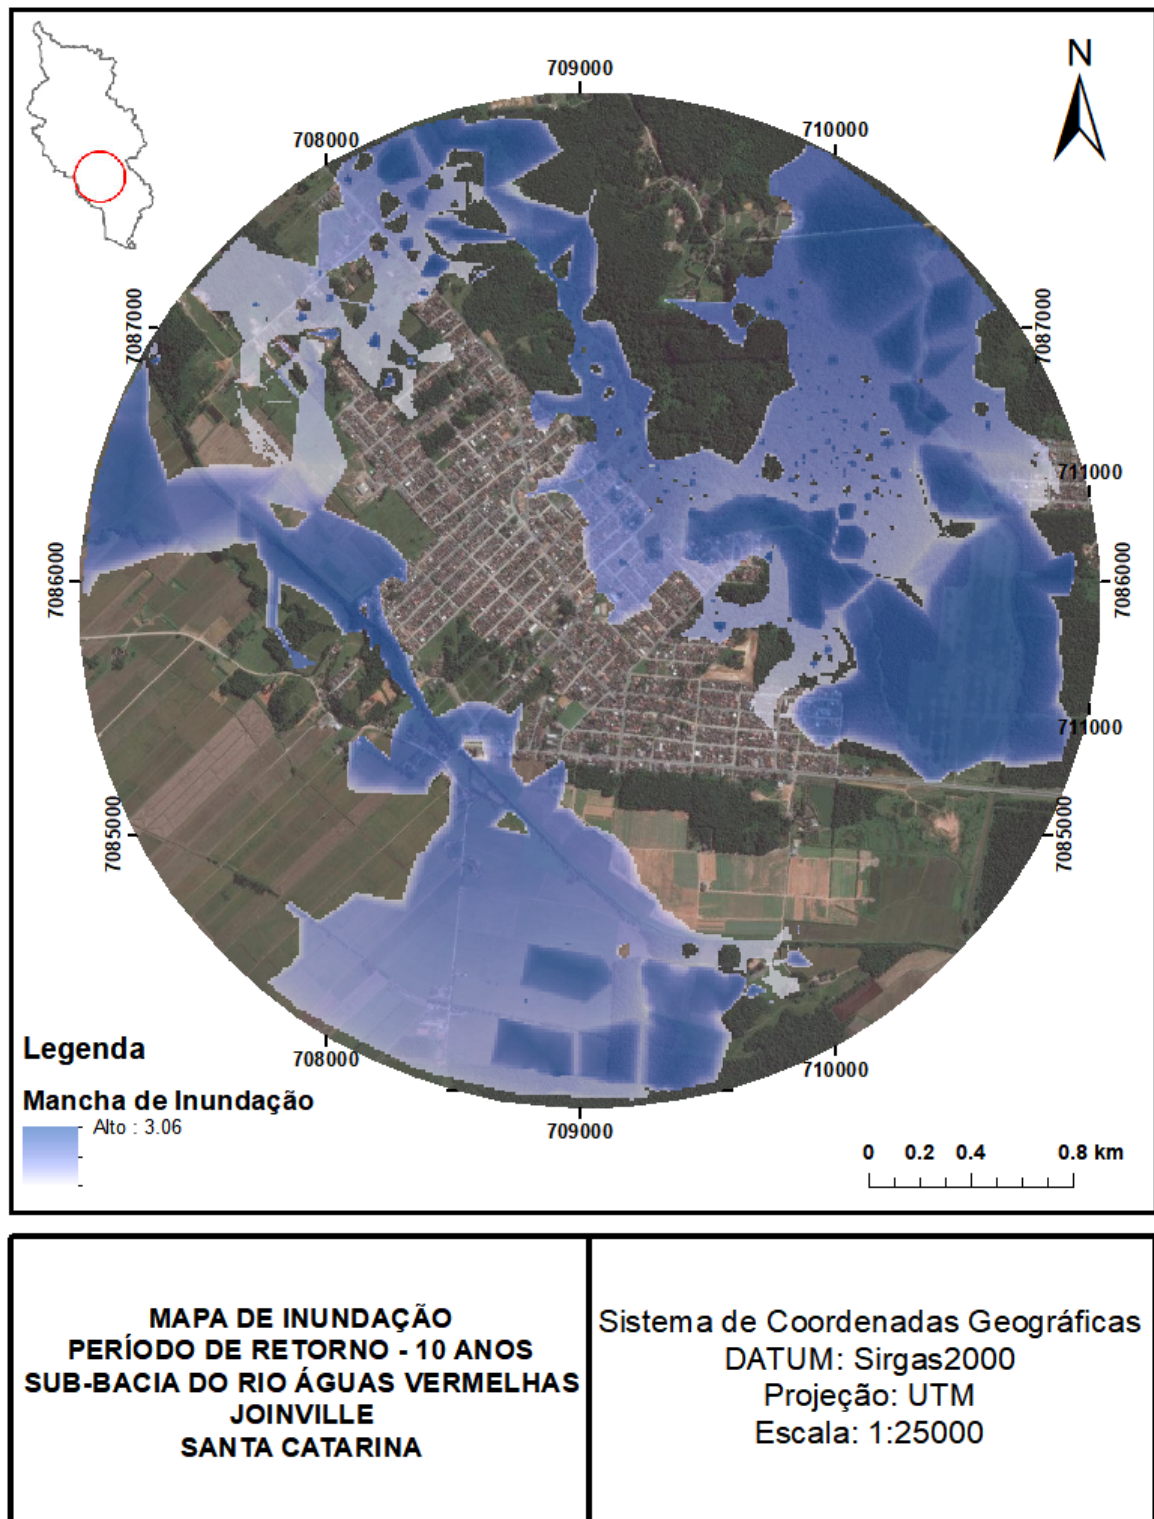 N
709000
708000
710000
7087000
7087000
711000
7086000
7086000
711000
7085000
7085000
708000
710000
709000
Legenda
Mancha de Inundação
Alto : 3.06
0 0.2 0.4 0.8 km
MAPA DE INUNDAÇÃO
PERÍODO DE RETORNO - 10 ANOS
SUB-BACIA DO RIO ÁGUAS VERMELHAS
JOINVILLE
SANTA CATARINA
Sistema de Coordenadas Geográficas
DATUM: Sirgas2000
Projeção: UTM
Escala: 1:25000